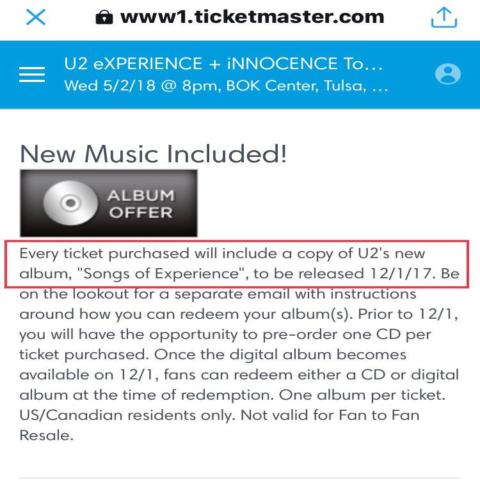 www1.ticketmaster.com
U2 eXPERIENCE + iNNOCENCE To...
Wed 5/2/18 @ 8pm, BOK Center, Tulsa, ...
New Music Included!
ALBUM
OFFER
Every ticket purchased will include a copy of U2's new
album, "Songs of Experience", to be released 12/1/17. Be
on the lookout for a separate email with instructions
around how you can redeem your album(s). Prior to 12/1,
you will have the opportunity to pre-order one CD per
ticket purchased. Once the digital album becomes
available on 12/1, fans can redeem either a CD or digital
album at the time of redemption. One album per ticket.
US/Canadian residents only. Not valid for Fan to Fan
Resale.